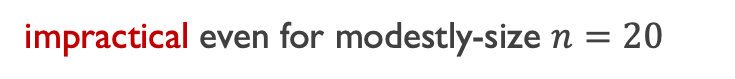 impractical even for modestly-size n = 20